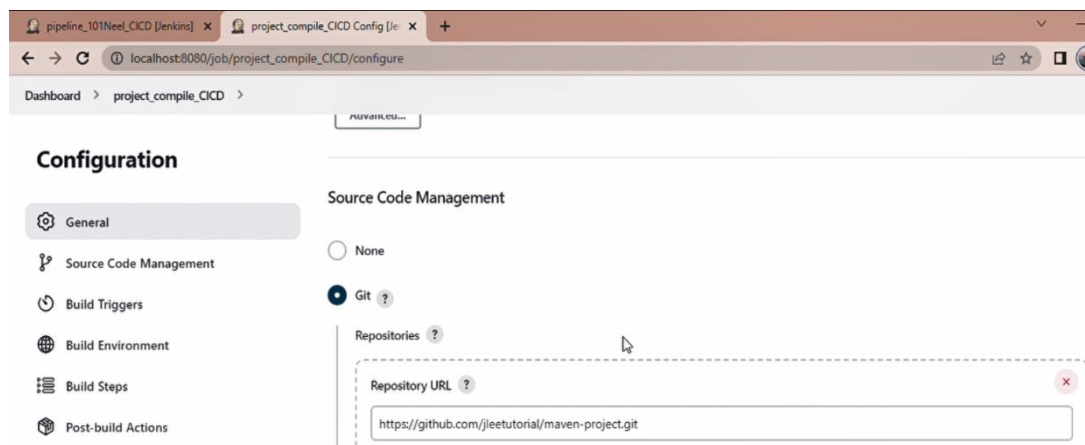 pipeline_101Neel_CICD [Jenkins]
project_compile_CICD Config [Je
localhost:8080/job/project_compile_CICD/configure
Dashboard > project_compile_CICD >
Advanced...
Configuration
General
Source Code Management
Build Triggers
Build Environment
Build Steps
Post-build Actions
Source Code Management
None
Git ?
Repositories ?
Repository URL ?
https://github.com/jleetutorial/maven-project.git